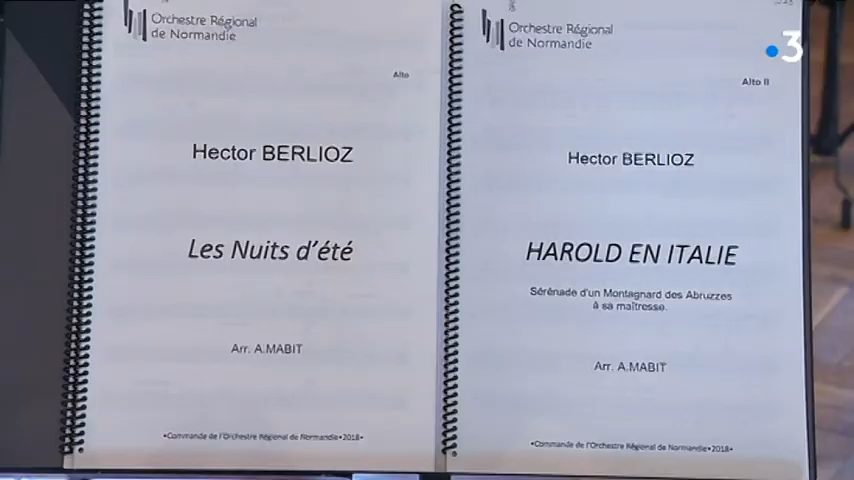 Orchestre Régional
de Normandie
Alto
Hector BERLIOZ
Les Nuits d'été
Arr. A.MABIT
•Commande de l'Orchestre Régional de Normandie•2018•
Orchestre Régional
de Normandie
3
Alto II
Hector BERLIOZ
HAROLD EN ITALIE
Sérénade d'un Montagnard des Abruzzes
à sa maîtresse.
Arr. A.MABIT
•Commande de l'Orchestre Régional de Normandie•2018•